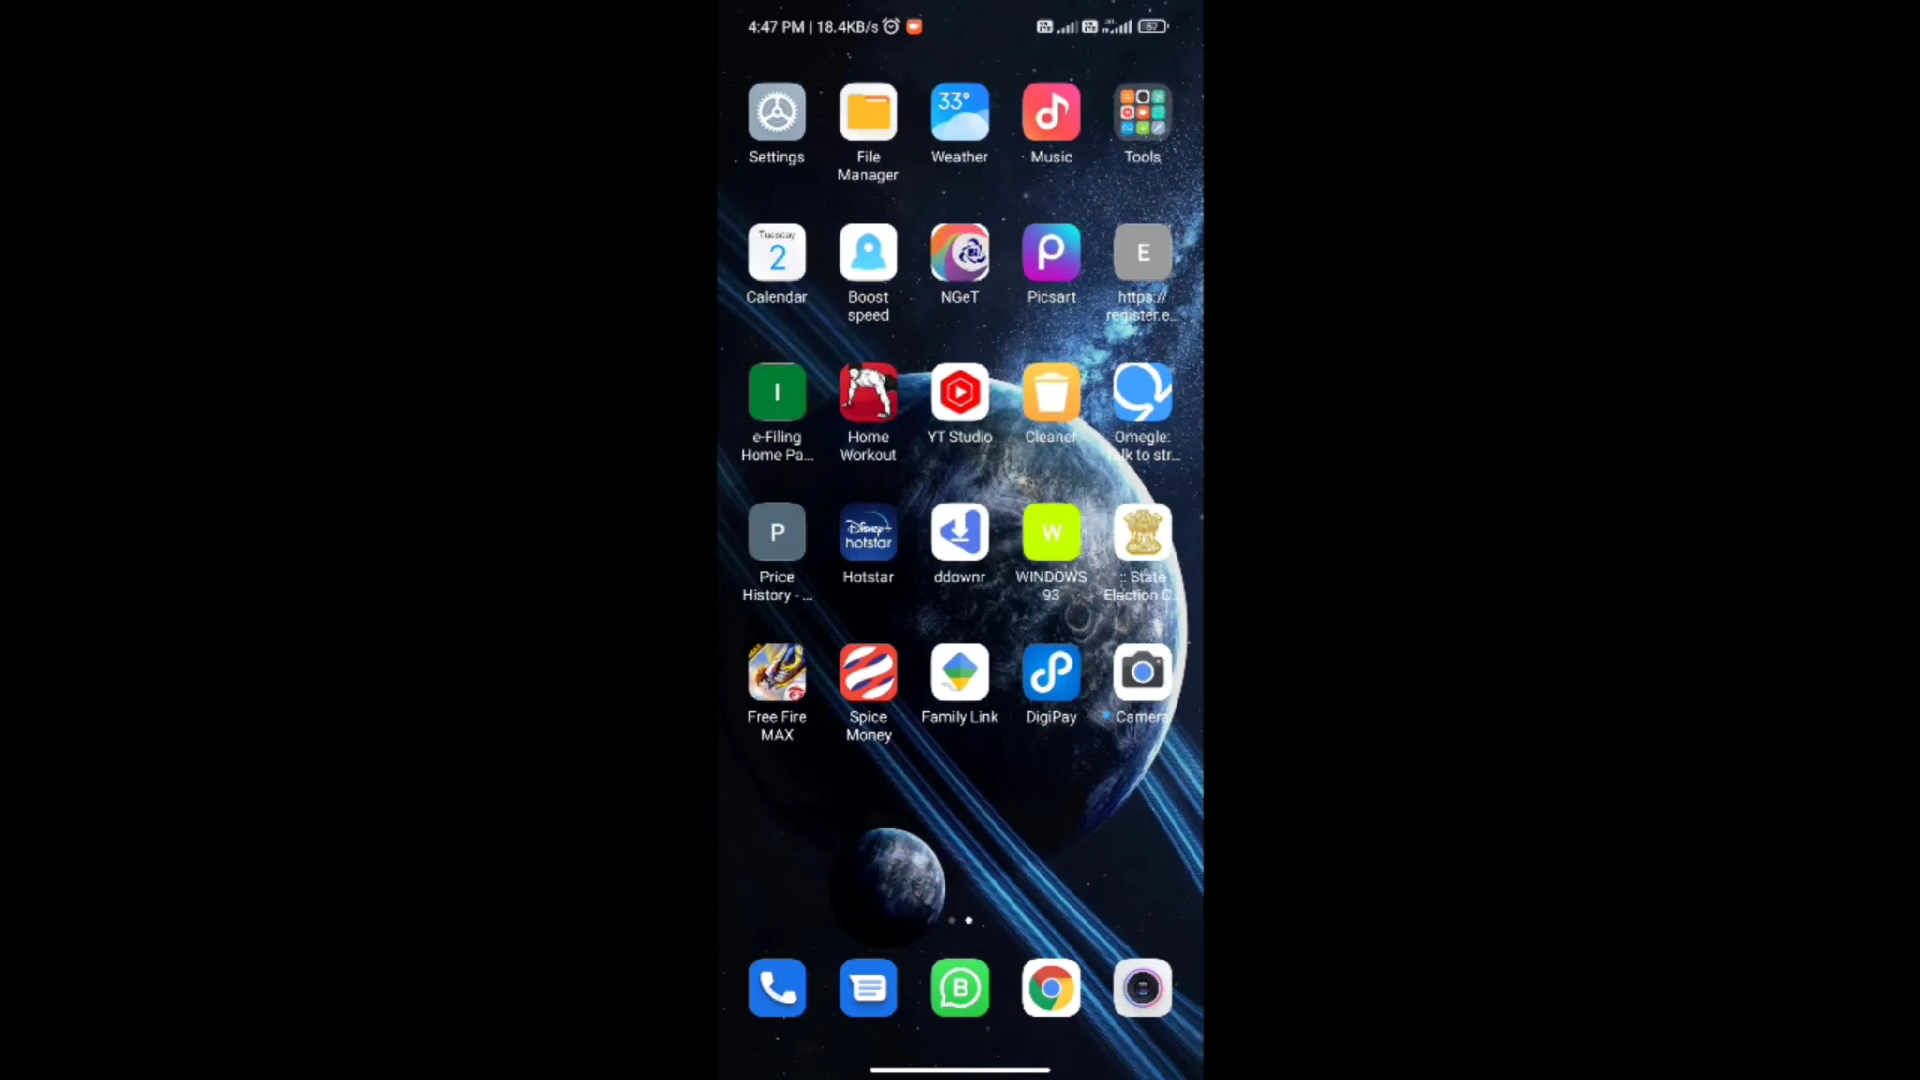 4:47 PM | 18.4KB/s
57
33°
Settings
File
Manager
Weather
Music
Tools
Tuesday
2
E
Calendar
Boost
speed
NGeT
Picsart
https://
register.e...
I
e-Filing
Home Pa...
Home
Workout
YT Studio
Cleaner
Omegle:
lk to str...
P
Disney+
hotstar
W
Price
History - ...
Hotstar
ddownr
WINDOWS
93
:: State
Election C...
MAX
Free Fire
MAX
Spice
Money
Family Link
DigiPay
Camera
B